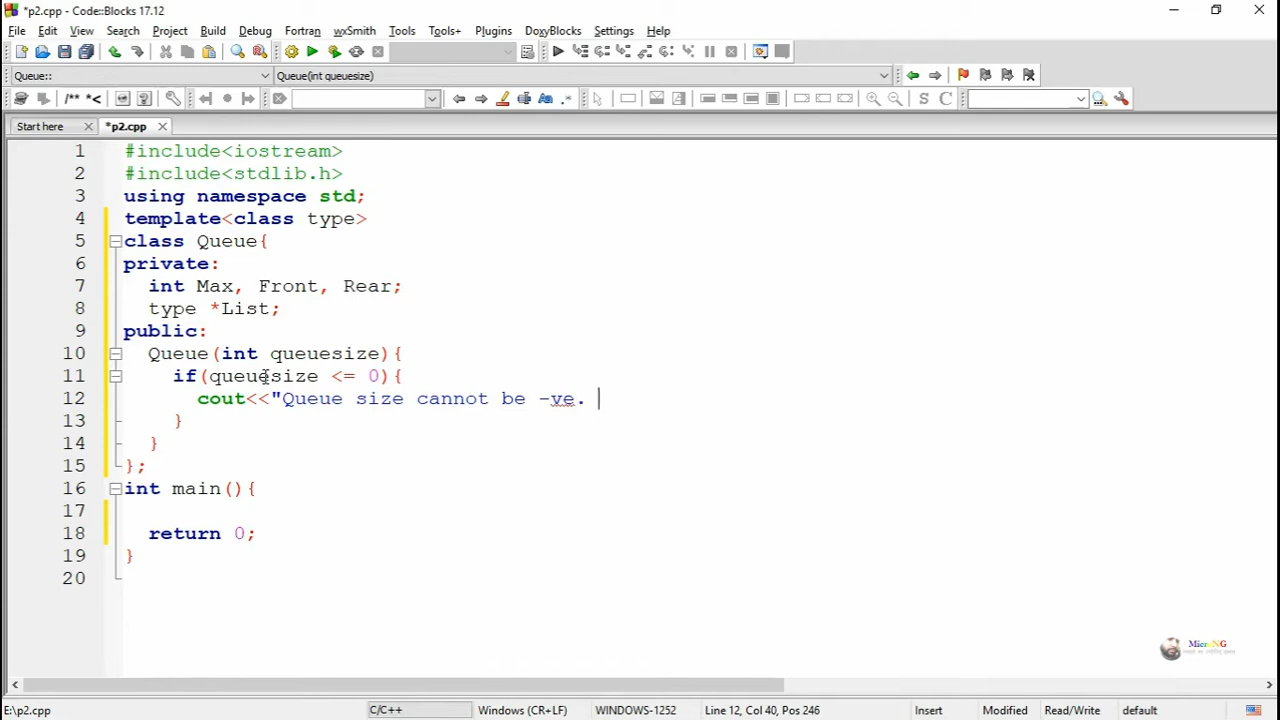 *p2.cpp - Code::Blocks 17.12
File Edit View Search Project Build Debug Fortran wxSmith Tools Tools+ Plugins DoxyBlocks Settings Help
Queue:: Queue(int queuesize)
/** *<
S C
Start here *p2.cpp
1 #include<iostream>
2 #include<stdlib.h>
3 using namespace std;
4 template<class type>
5 class Queue{
6 private:
7 int Max, Front, Rear;
8 type *List;
9 public:
10 Queue(int queuesize){
11 if(queuesize <= 0){
12 cout<<"Queue size cannot be -ve.
13 }
14 }
15 };
16 int main(){
17
18 return 0;
19 }
20
MicroNG
E:\p2.cpp C/C++ Windows (CR+LF) WINDOWS-1252 Line 12, Col 40, Pos 246 Insert Modified Read/Write default